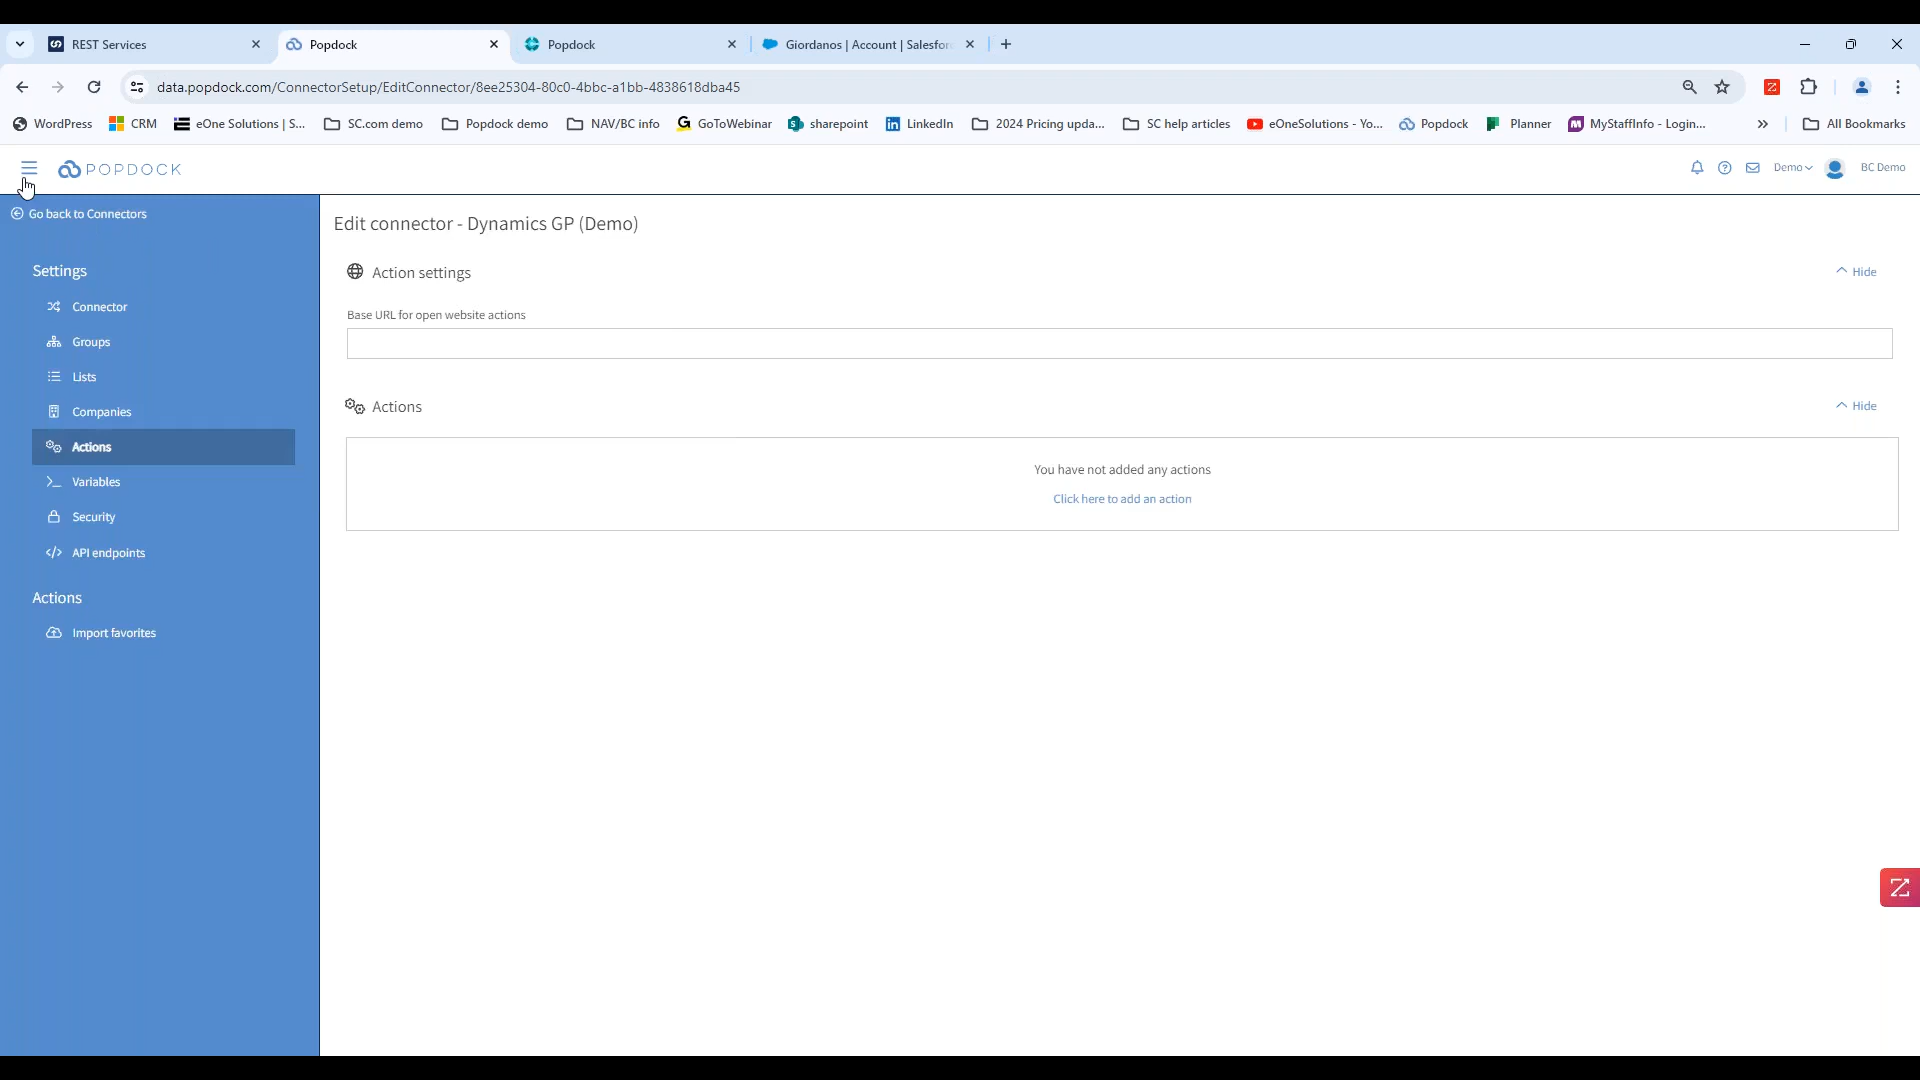 REST Services
Popdock
Popdock
Giordanos | Account | Salesfor
data.popdock.com/ConnectorSetup/EditConnector/8ee25304-80c0-4bbc-a1bb-4838618dba45
WordPress
CRM
eOne Solutions | S...
SC.com demo
Popdock demo
NAV/BC info
GoToWebinar
sharepoint
LinkedIn
2024 Pricing upda...
SC help articles
eOneSolutions - Yo...
Popdock
Planner
MyStaffInfo - Login...
All Bookmarks
POPDOCK
Demo
BC Demo
Go back to Connectors
Settings
Connector
Groups
Lists
Companies
Actions
Variables
Security
API endpoints
Actions
Import favorites
Edit connector - Dynamics GP (Demo)
Action settings
Hide
Base URL for open website actions
Actions
Hide
You have not added any actions
Click here to add an action